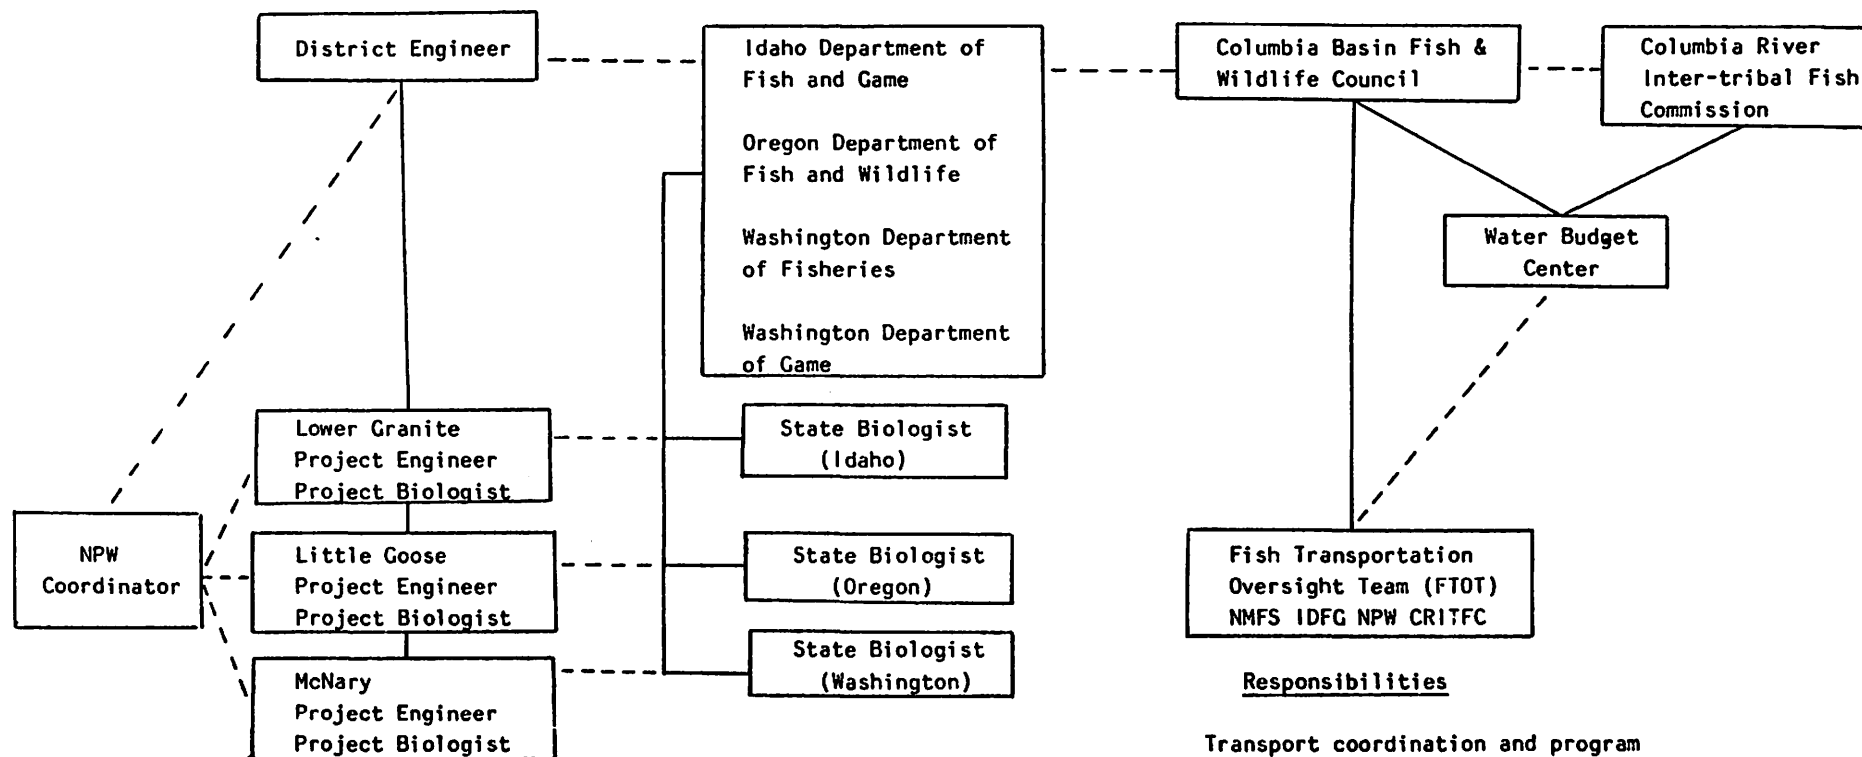 District Engineer
Idaho Department of
Fish and Game
Oregon Department of
Fish and Wildlife
Washington Department
of Fisheries
Washington Department
of Game
Columbia Basin Fish &
Wildlife Council
Columbia River
Inter-tribal Fish
Commission
Water Budget
Center
Lower Granite
Project Engineer
Project Biologist
State Biologist
(Idaho)
NPW
Coordinator
Little Goose
Project Engineer
Project Biologist
State Biologist
(Oregon)
McNary
Project Engineer
Project Biologist
State Biologist
(Washington)
Fish Transportation
Oversight Team (FTOT)
NMFS IDFG NPW CRITFC
Responsibilities
Transport coordination and program